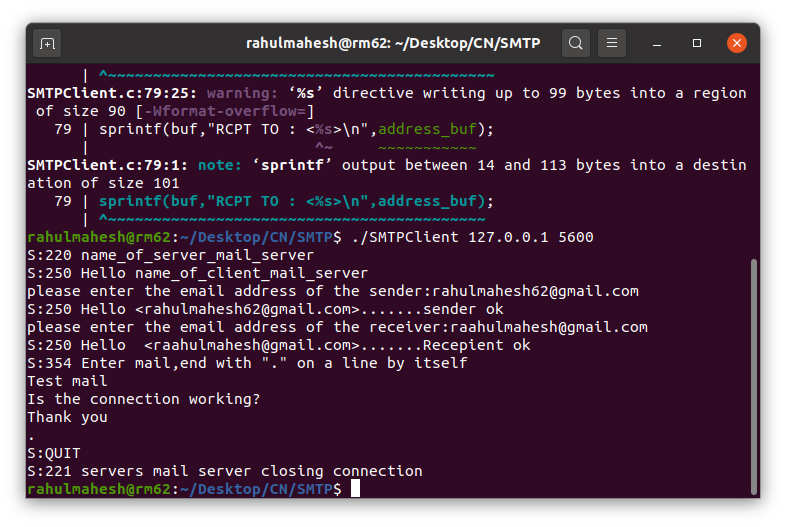 rahulmahesh@rm62: ~/Desktop/CN/SMTP
| ^~~~~~~~~~~~~~~~~~~~~~~~~~~~~~~~~~~~~~~~~~~
SMTPClient.c:79:25: warning: ‘%s’ directive writing up to 99 bytes into a region
 of size 90 [-Wformat-overflow=]
   79 | sprintf(buf,"RCPT TO : <%s>\n",address_buf);
      |                         ^~     ~~~~~~~~~~~
SMTPClient.c:79:1: note: ‘sprintf’ output between 14 and 113 bytes into a destin
ation of size 101
   79 | sprintf(buf,"RCPT TO : <%s>\n",address_buf);
      | ^~~~~~~~~~~~~~~~~~~~~~~~~~~~~~~~~~~~~~~~~~
rahulmahesh@rm62:~/Desktop/CN/SMTP$ ./SMTPClient 127.0.0.1 5600
S:220 name_of_server_mail_server
S:250 Hello name_of_client_mail_server
please enter the email address of the sender:rahulmahesh62@gmail.com
S:250 Hello <rahulmahesh62@gmail.com>.......sender ok
please enter the email address of the receiver:raahulmahesh@gmail.com
S:250 Hello  <raahulmahesh@gmail.com>.......Recepient ok
S:354 Enter mail,end with "." on a line by itself
Test mail
Is the connection working?
Thank you
.
S:QUIT
S:221 servers mail server closing connection
rahulmahesh@rm62:~/Desktop/CN/SMTP$